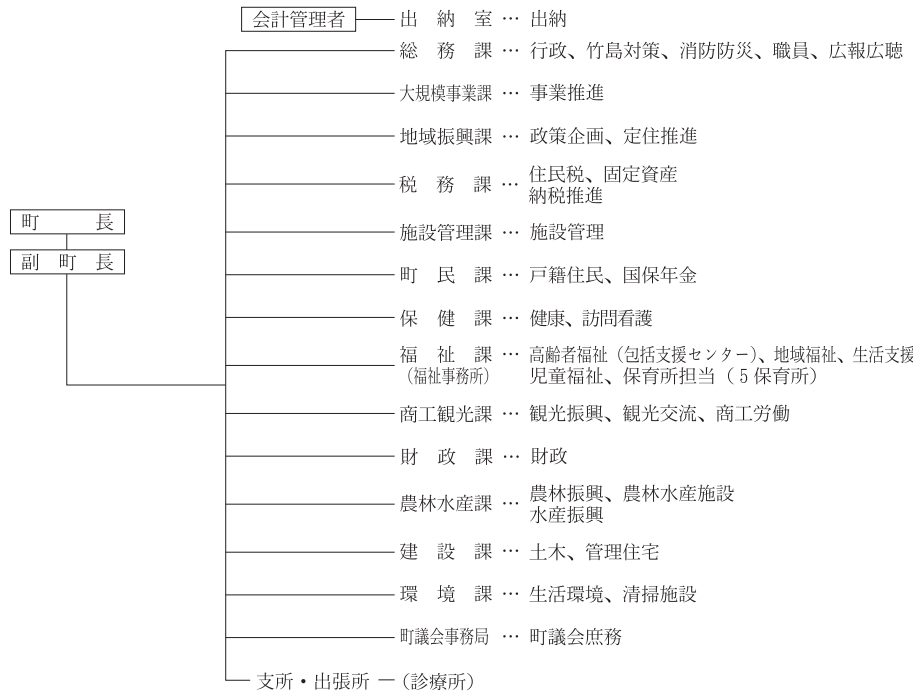 会計管理者 出納室 … 出納
総務課 … 行政、竹島対策、消防防災、職員、広報広聴
大規模事業課 … 事業推進
地域振興課 … 政策企画、定住推進
税務課 … 住民税、固定資産
納税推進
町長
施設管理課 … 施設管理
副町長
町民課 … 戸籍住民、国保年金
保健課 … 健康、訪問看護
福祉課 … 高齢者福祉（包括支援センター）、地域福祉、生活支援
（福祉事務所） 児童福祉、保育所担当（５保育所）
商工観光課 … 観光振興、観光交流、商工労働
財政課 … 財政
農林水産課 … 農林振興、農林水産施設
水産振興
建設課 … 土木、管理住宅
環境課 … 生活環境、清掃施設
町議会事務局 … 町議会庶務
支所・出張所 （診療所）